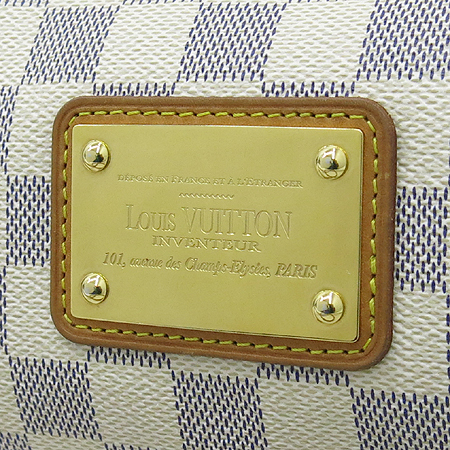 DÉPOSÉ EN FRANCE ET A L'ÉTRANGER
LOUIS VUITTON
INVENTEUR
101, avenue des Champs-Elysées, PARIS